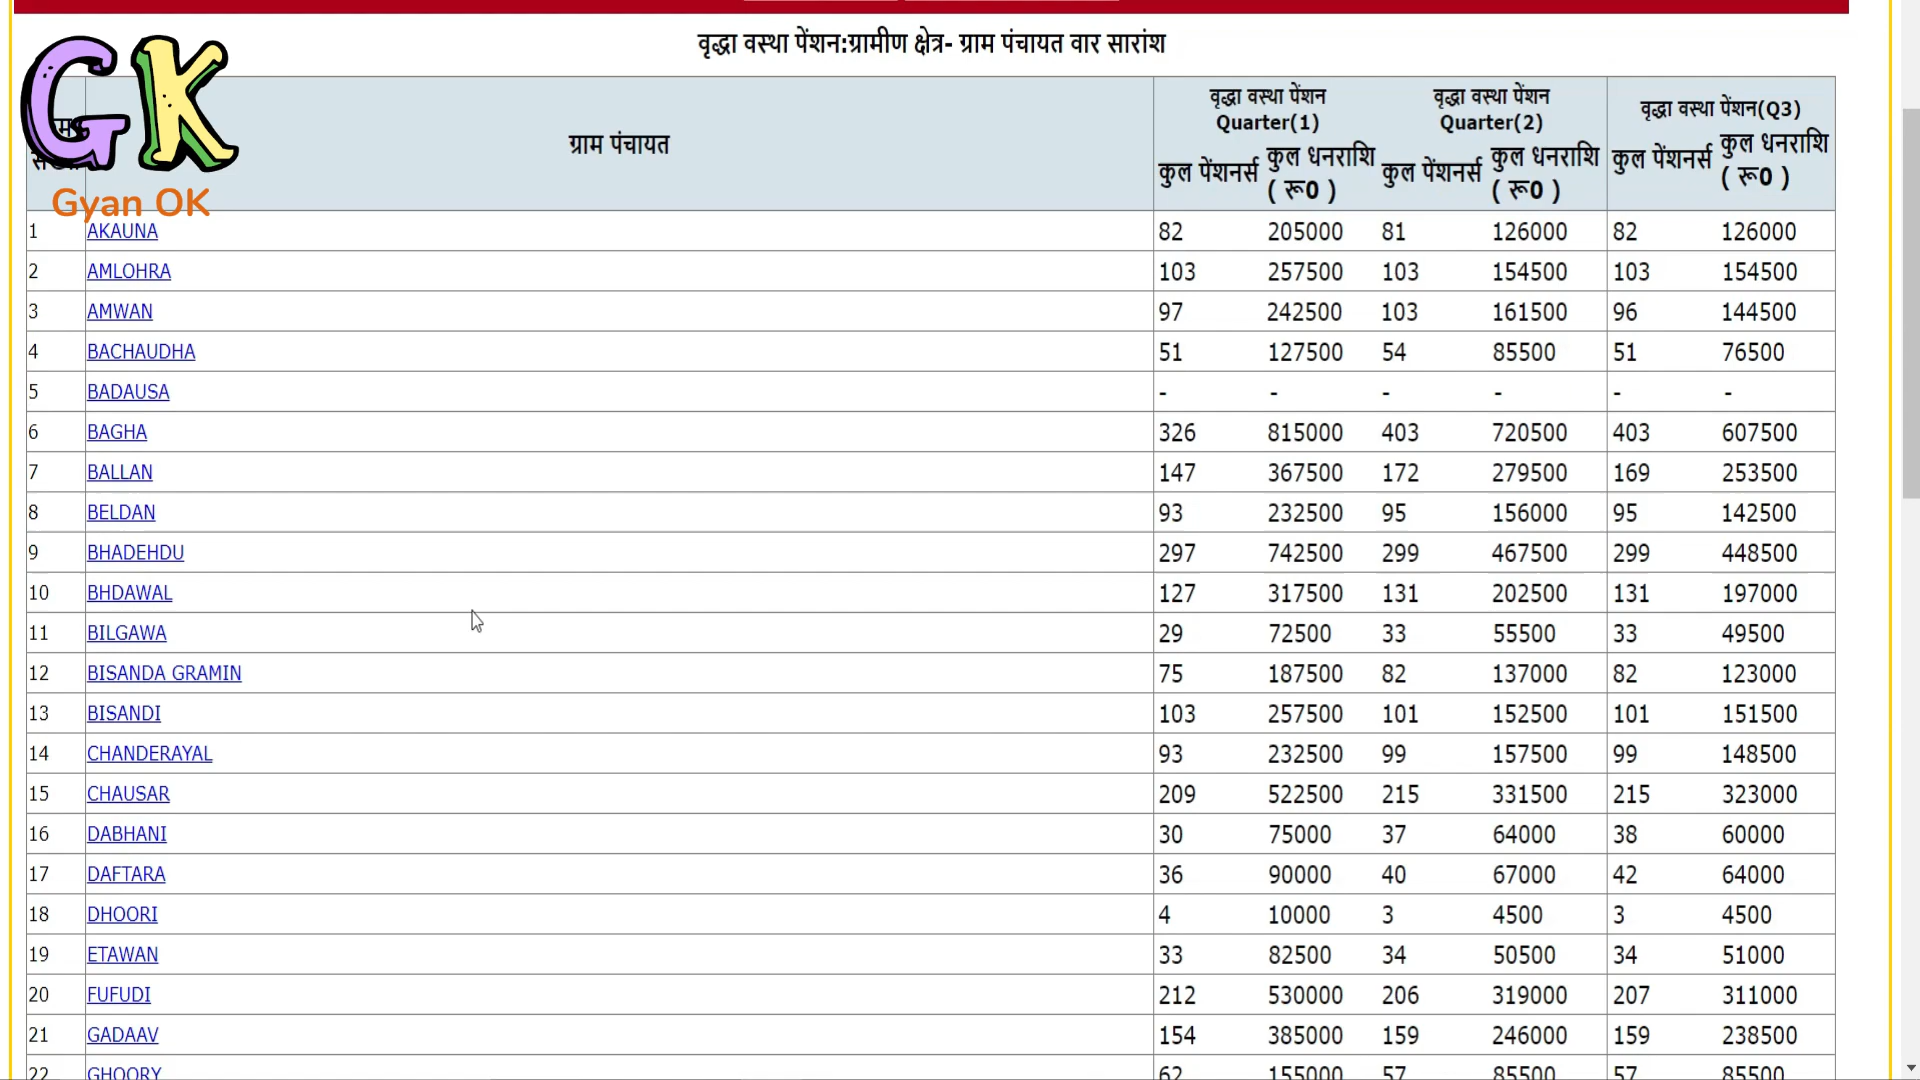 वृद्धा वस्था पेंशन:ग्रामीण क्षेत्र- ग्राम पंचायत वार सारांश
GK
Gyan OK
ग्राम पंचायत
वृद्धा वस्था पेंशन Quarter(1) वृद्धा वस्था पेंशन Quarter(2) वृद्धा वस्था पेंशन(Q3)
कुल पेंशनर्स कुल धनराशि ( रू0 ) कुल पेंशनर्स कुल धनराशि ( रू0 ) कुल पेंशनर्स कुल धनराशि ( रू0 )
1 AKAUNA 82 205000 81 126000 82 126000
2 AMLOHRA 103 257500 103 154500 103 154500
3 AMWAN 97 242500 103 161500 96 144500
4 BACHAUDHA 51 127500 54 85500 51 76500
5 BADAUSA - - - - - -
6 BAGHA 326 815000 403 720500 403 607500
7 BALLAN 147 367500 172 279500 169 253500
8 BELDAN 93 232500 95 156000 95 142500
9 BHADEHDU 297 742500 299 467500 299 448500
10 BHDAWAL 127 317500 131 202500 131 197000
11 BILGAWA 29 72500 33 55500 33 49500
12 BISANDA GRAMIN 75 187500 82 137000 82 123000
13 BISANDI 103 257500 101 152500 101 151500
14 CHANDERAYAL 93 232500 99 157500 99 148500
15 CHAUSAR 209 522500 215 331500 215 323000
16 DABHANI 30 75000 37 64000 38 60000
17 DAFTARA 36 90000 40 67000 42 64000
18 DHOORI 4 10000 3 4500 3 4500
19 ETAWAN 33 82500 34 50500 34 51000
20 FUFUDI 212 530000 206 319000 207 311000
21 GADAAV 154 385000 159 246000 159 238500
22 GHOORY 62 155000 57 85500 57 85500